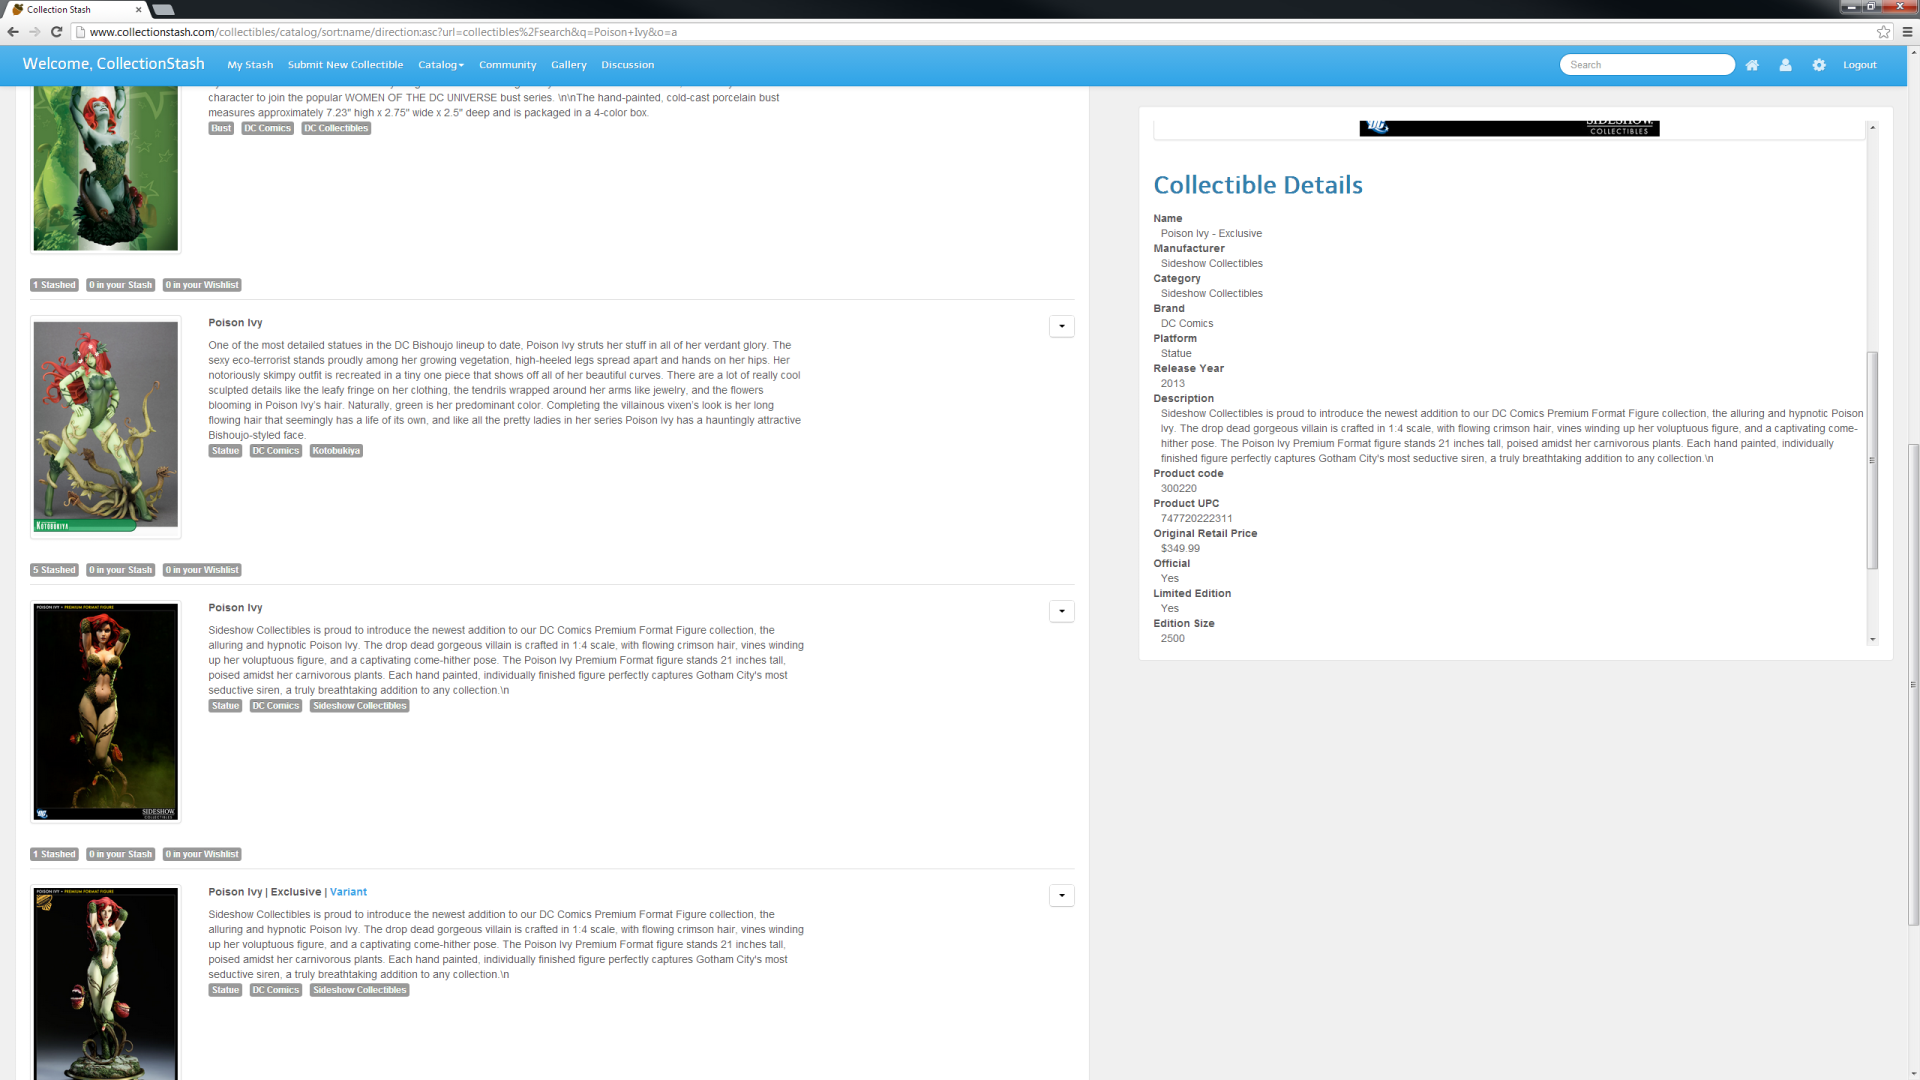 Collection Stash
www.collectionstash.com/collectibles/catalog/sort:name/direction:asc?url=collectibles%2Fsearch&q=Poison+Ivy&o=a
Welcome, CollectionStash
My Stash
Submit New Collectible
Catalog
Community
Gallery
Discussion
Search
Logout
character to join the popular WOMEN OF THE DC UNIVERSE bust series. \n\nThe hand-painted, cold-cast porcelain bust
measures approximately 7.23" high x 2.75" wide x 2.5" deep and is packaged in a 4-color box.
Bust DC Comics DC Collectibles
1 Stashed 0 in your Stash 0 in your Wishlist
Poison Ivy
One of the most detailed statues in the DC Bishoujo lineup to date, Poison Ivy struts her stuff in all of her verdant glory. The
sexy eco-terrorist stands proudly among her growing vegetation, high-heeled legs spread apart and hands on her hips. Her
notoriously skimpy outfit is recreated in a tiny one piece that shows off all of her beautiful curves. There are a lot of really cool
sculpted details like the leafy fringe on her clothing, the tendrils wrapped around her arms like jewelry, and the flowers
blooming in Poison Ivy's hair. Naturally, green is her predominant color. Completing the villainous vixen's look is her long
flowing hair that seemingly has a life of its own, and like all the pretty ladies in her series Poison Ivy has a hauntingly attractive
Bishoujo-styled face.
Statue DC Comics Kotobukiya
KOTOBUKIYA
5 Stashed 0 in your Stash 0 in your Wishlist
POISON IVY • PREMIUM FORMAT FIGURE
SIDESHOW
COLLECTIBLES
Poison Ivy
Sideshow Collectibles is proud to introduce the newest addition to our DC Comics Premium Format Figure collection, the
alluring and hypnotic Poison Ivy. The drop dead gorgeous villain is crafted in 1:4 scale, with flowing crimson hair, vines winding
up her voluptuous figure, and a captivating come-hither pose. The Poison Ivy Premium Format figure stands 21 inches tall,
poised amidst her carnivorous plants. Each hand painted, individually finished figure perfectly captures Gotham City's most
seductive siren, a truly breathtaking addition to any collection.\n
Statue DC Comics Sideshow Collectibles
1 Stashed 0 in your Stash 0 in your Wishlist
POISON IVY • PREMIUM FORMAT FIGURE
Poison Ivy | Exclusive | Variant
Sideshow Collectibles is proud to introduce the newest addition to our DC Comics Premium Format Figure collection, the
alluring and hypnotic Poison Ivy. The drop dead gorgeous villain is crafted in 1:4 scale, with flowing crimson hair, vines winding
up her voluptuous figure, and a captivating come-hither pose. The Poison Ivy Premium Format figure stands 21 inches tall,
poised amidst her carnivorous plants. Each hand painted, individually finished figure perfectly captures Gotham City's most
seductive siren, a truly breathtaking addition to any collection.\n
Statue DC Comics Sideshow Collectibles
SIDESHOW
COLLECTIBLES
Collectible Details
Name
Poison Ivy - Exclusive
Manufacturer
Sideshow Collectibles
Category
Sideshow Collectibles
Brand
DC Comics
Platform
Statue
Release Year
2013
Description
Sideshow Collectibles is proud to introduce the newest addition to our DC Comics Premium Format Figure collection, the alluring and hypnotic Poison
Ivy. The drop dead gorgeous villain is crafted in 1:4 scale, with flowing crimson hair, vines winding up her voluptuous figure, and a captivating come-
hither pose. The Poison Ivy Premium Format figure stands 21 inches tall, poised amidst her carnivorous plants. Each hand painted, individually
finished figure perfectly captures Gotham City's most seductive siren, a truly breathtaking addition to any collection.\n
Product code
300220
Product UPC
747720222311
Original Retail Price
$349.99
Official
Yes
Limited Edition
Yes
Edition Size
2500